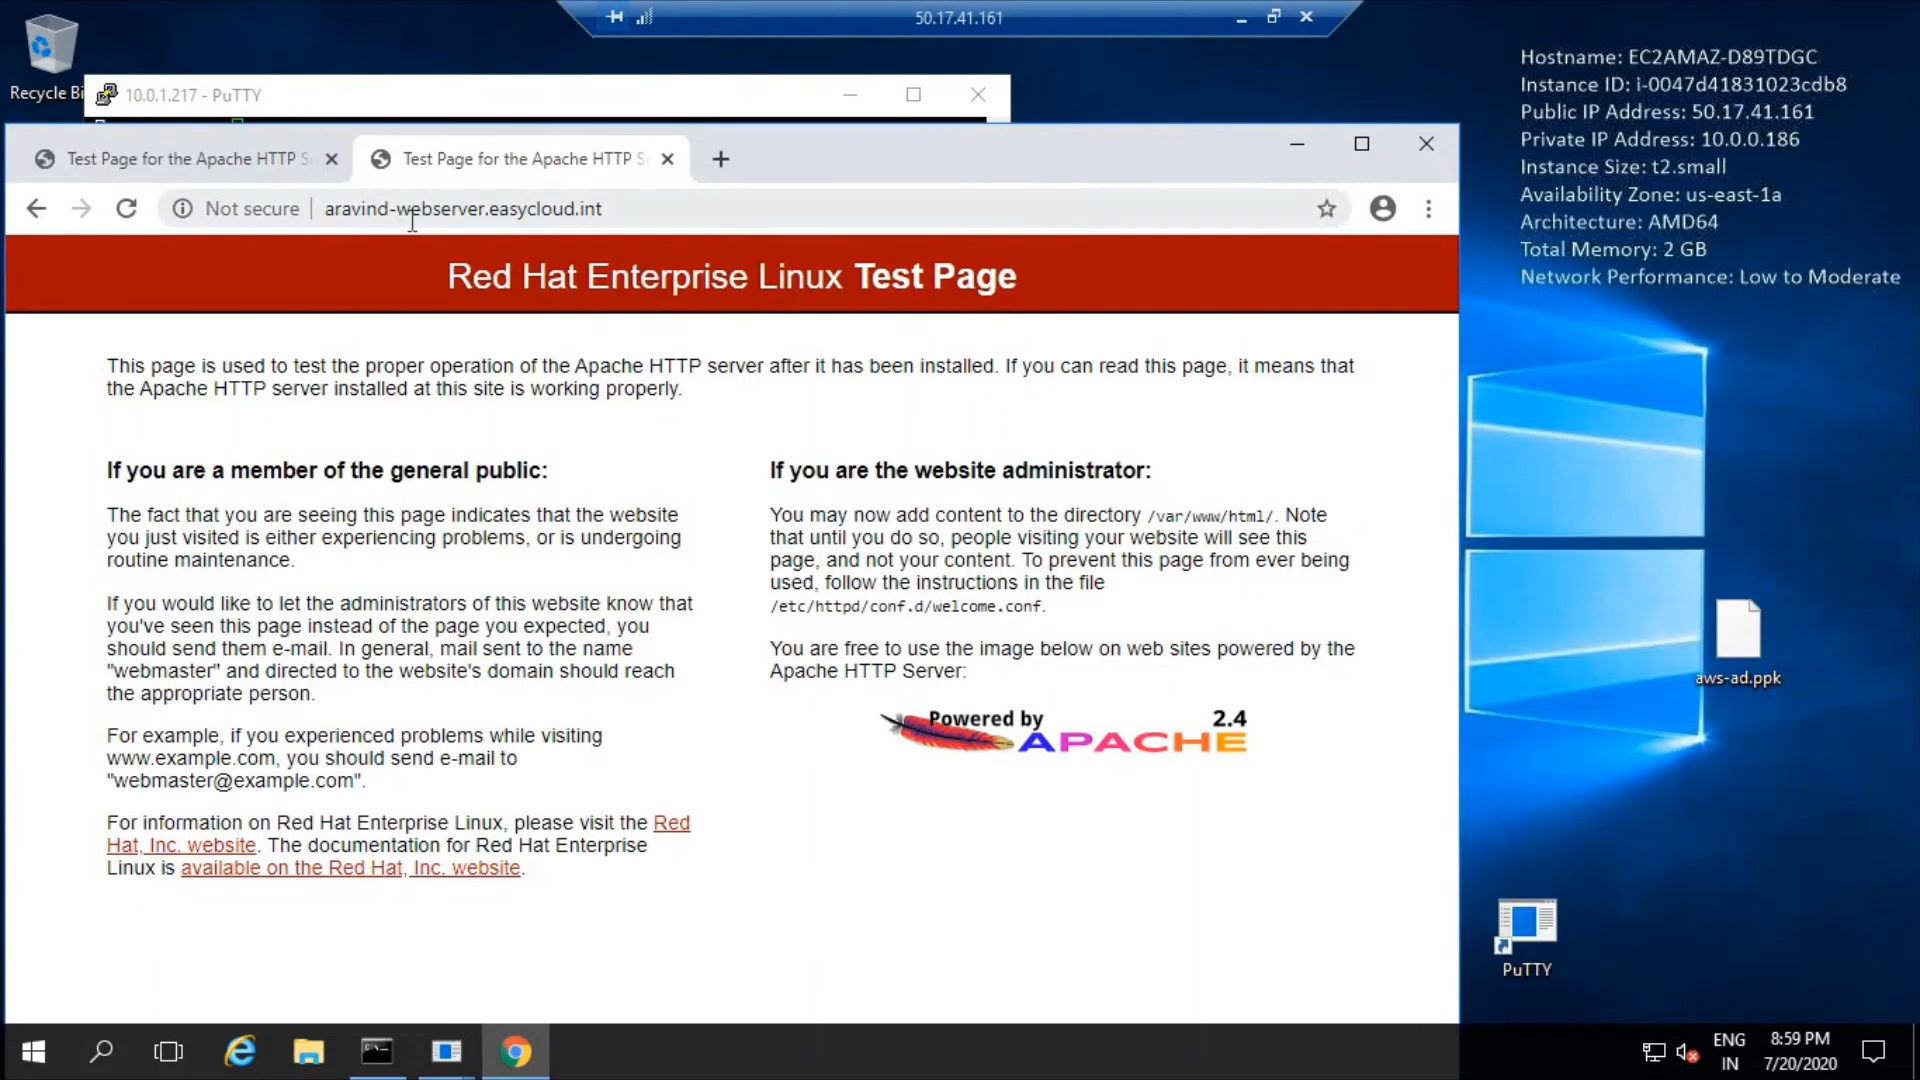 50.17.41.161
Recycle Bi
10.0.1.217 - PuTTY
Hostname: EC2AMAZ-D89TDGC
Instance ID: i-0047d41831023cdb8
Public IP Address: 50.17.41.161
Private IP Address: 10.0.0.186
Instance Size: t2.small
Availability Zone: us-east-1a
Architecture: AMD64
Total Memory: 2 GB
Network Performance: Low to Moderate
Test Page for the Apache HTTP S
Test Page for the Apache HTTP S
Not secure
aravind-webserver.easycloud.int
Red Hat Enterprise Linux Test Page
This page is used to test the proper operation of the Apache HTTP server after it has been installed. If you can read this page, it means that
the Apache HTTP server installed at this site is working properly.
If you are a member of the general public:
The fact that you are seeing this page indicates that the website
you just visited is either experiencing problems, or is undergoing
routine maintenance.
If you would like to let the administrators of this website know that
you've seen this page instead of the page you expected, you
should send them e-mail. In general, mail sent to the name
"webmaster" and directed to the website's domain should reach
the appropriate person.
For example, if you experienced problems while visiting
www.example.com, you should send e-mail to
"webmaster@example.com".
For information on Red Hat Enterprise Linux, please visit the Red
Hat, Inc. website. The documentation for Red Hat Enterprise
Linux is available on the Red Hat, Inc. website.
If you are the website administrator:
You may now add content to the directory /var/www/html/. Note
that until you do so, people visiting your website will see this
page, and not your content. To prevent this page from ever being
used, follow the instructions in the file
/etc/httpd/conf.d/welcome.conf.
You are free to use the image below on web sites powered by the
Apache HTTP Server:
Powered by 2.4
APACHE
aws-ad.ppk
PuTTY
ENG
IN
8:59 PM
7/20/2020